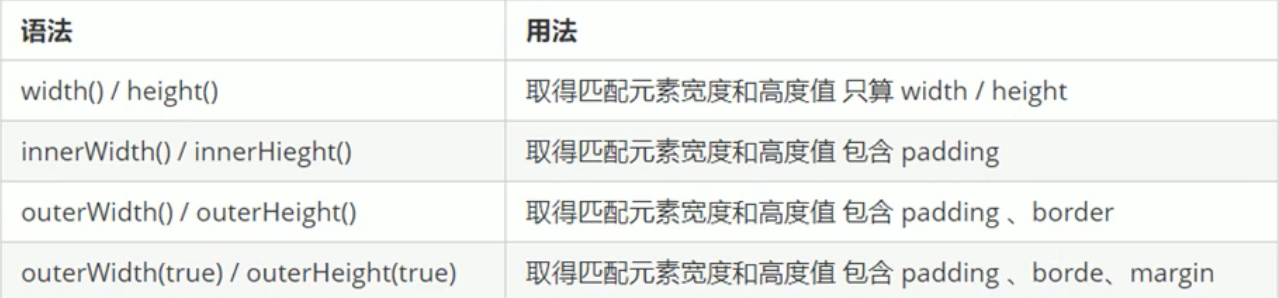 语法 用法
width() / height() 取得匹配元素宽度和高度值 只算 width / height
innerWidth() / innerHieght() 取得匹配元素宽度和高度值 包含 padding
outerWidth() / outerHeight() 取得匹配元素宽度和高度值 包含 padding 、border
outerWidth(true) / outerHeight(true) 取得匹配元素宽度和高度值 包含 padding 、borde、margin